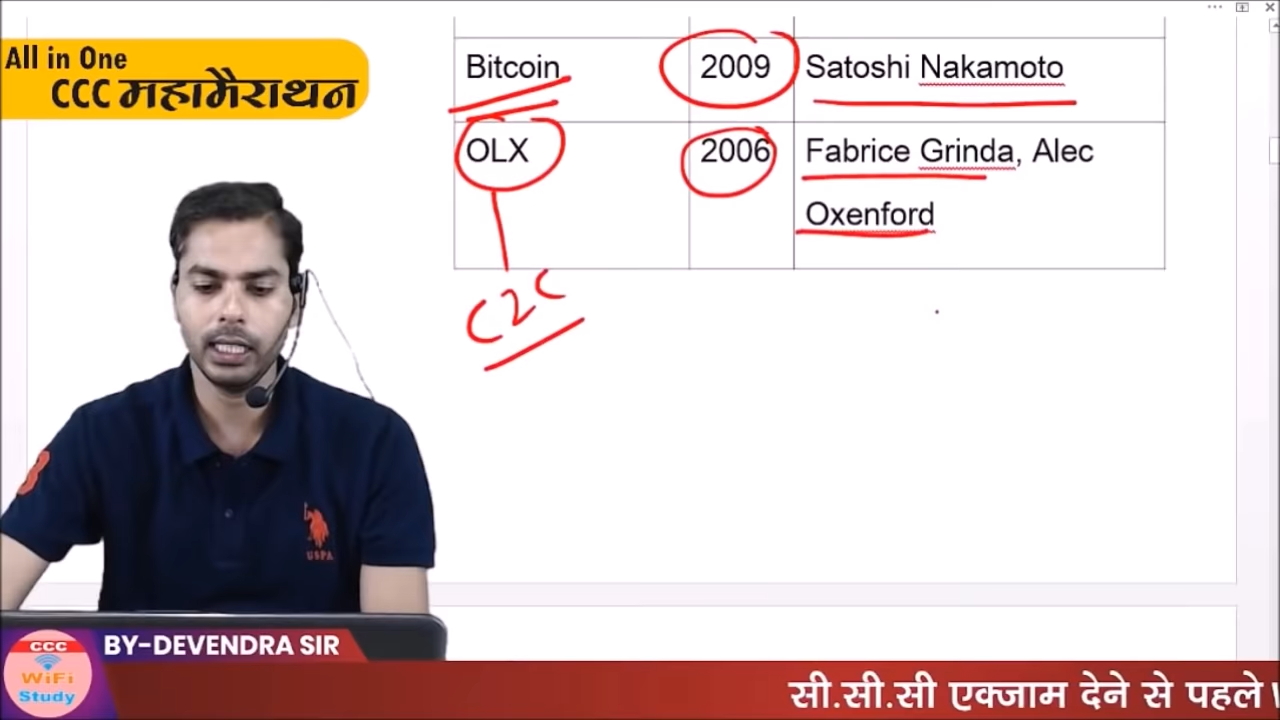 All in One
CCC महामैराथन
Bitcoin 2009 Satoshi Nakamoto
OLX 2006 Fabrice Grinda, Alec
Oxenford
C2C
3
USPA
BY-DEVENDRA SIR
CCC
WiFi
Study
सी.सी.सी एक्जाम देने से पहले